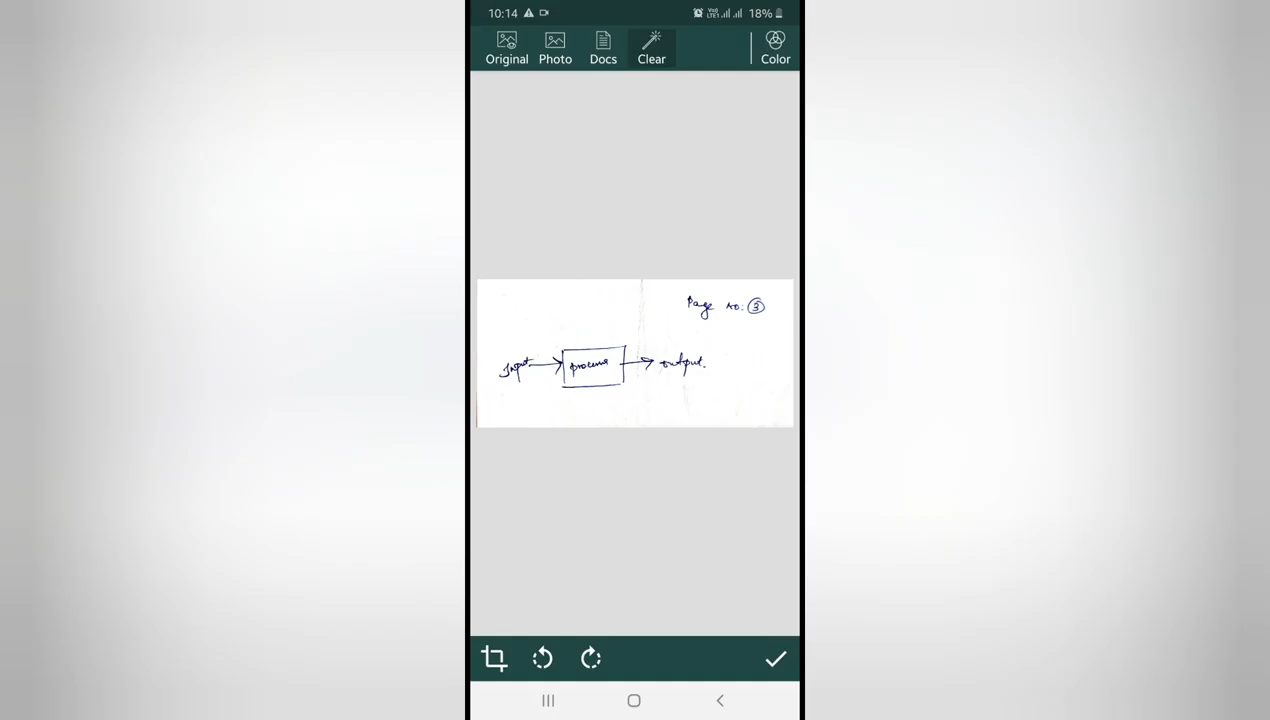 10:14 18%
Original Photo Docs Clear Color
Page no: 3
Input process output.